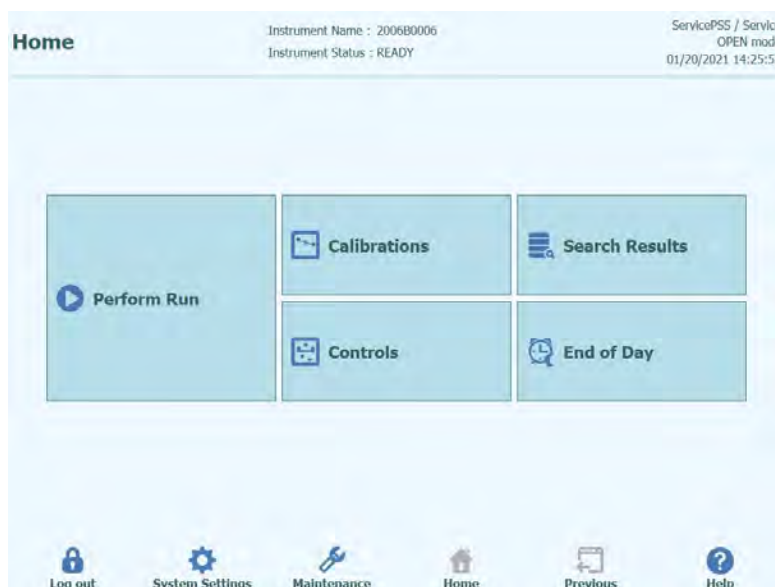 Home
Instrument Name : 2006B0006
Instrument Status : READY
ServicePSS / Servic
OPEN mod
01/20/2021 14:25:5
Perform Run
Calibrations
Search Results
Controls
End of Day
Log out
System Settings
Maintenance
Home
Previous
Help